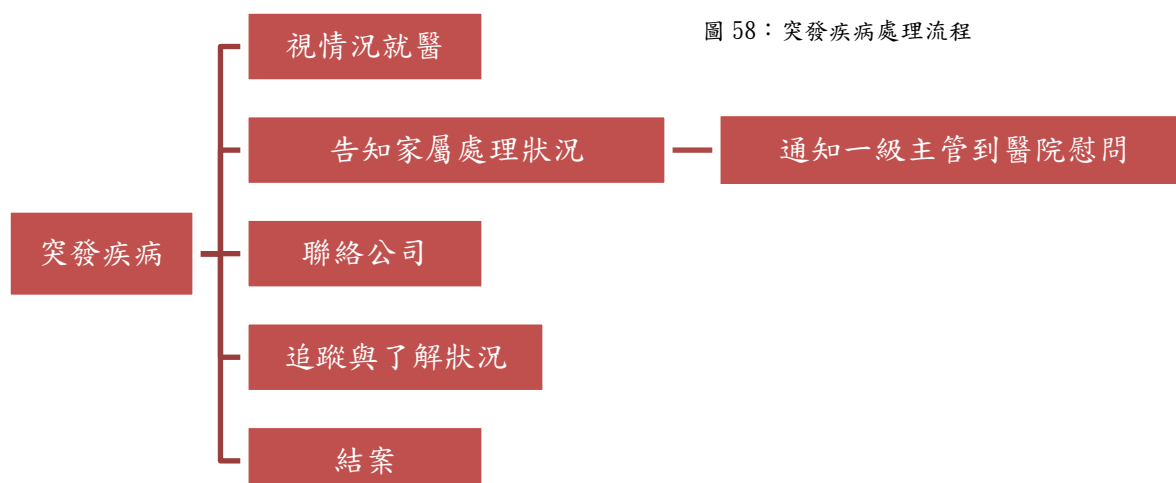 圖 58：突發疾病處理流程
視情況就醫
告知家屬處理狀況
通知一級主管到醫院慰問
突發疾病
聯絡公司
追蹤與了解狀況
結案